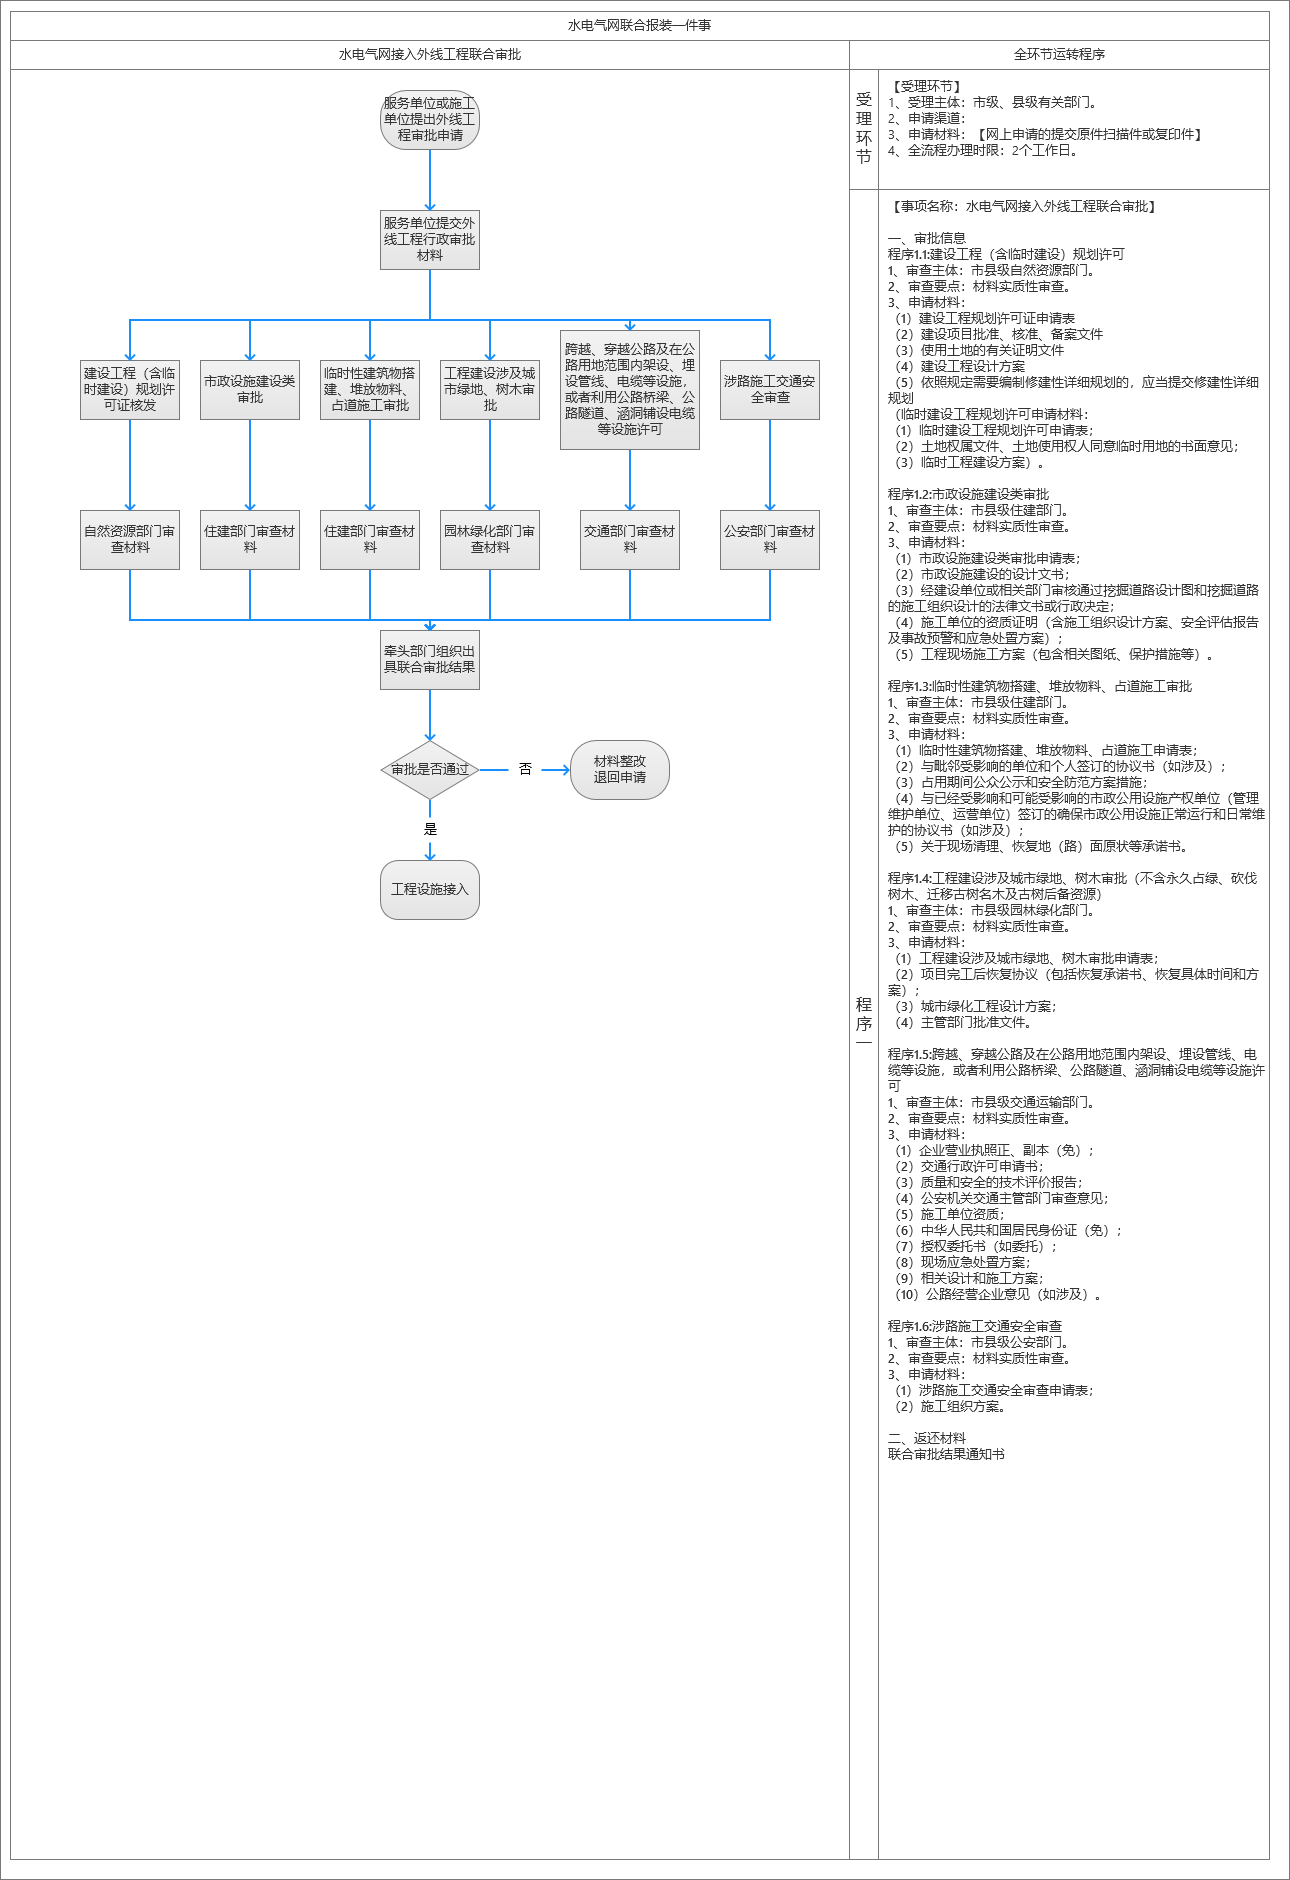 水电气网联合报装一件事
水电气网接入外线工程联合审批
全环节运转程序
服务单位或施工
单位提出外线工
程审批申请
服务单位提交外
线工程行政审批
材料
建设工程（含临
时建设）规划许
可证核发
市政设施建设类
审批
临时性建筑物搭
建、堆放物料、
占道施工审批
工程建设涉及城
市绿地、树木审
批
跨越、穿越公路及在公
路用地范围内架设、埋
设管线、电缆等设施，
或者利用公路桥梁、公
路隧道、涵洞铺设电缆
等设施许可
涉路施工交通安
全审查
自然资源部门审
查材料
住建部门审查材
料
住建部门审查材
料
园林绿化部门审
查材料
交通部门审查材
料
公安部门审查材
料
牵头部门组织出
具联合审批结果
审批是否通过
否
材料整改
退回申请
是
工程设施接入
受
理
环
节
【受理环节】
1、受理主体：市级、县级有关部门。
2、申请渠道：
3、申请材料：【网上申请的提交原件扫描件或复印件】
4、全流程办理时限：2个工作日。
程
序
一
【事项名称：水电气网接入外线工程联合审批】
一、审批信息
程序1.1:建设工程（含临时建设）规划许可
1、审查主体：市县级自然资源部门。
2、审查要点：材料实质性审查。
3、申请材料：
（1）建设工程规划许可证申请表
（2）建设项目批准、核准、备案文件
（3）使用土地的有关证明文件
（4）建设工程设计方案
（5）依照规定需要编制修建性详细规划的，应当提交修建性详细
规划
（临时建设工程规划许可申请材料：
（1）临时建设工程规划许可申请表；
（2）土地权属文件、土地使用权人同意临时用地的书面意见；
（3）临时工程建设方案）。
程序1.2:市政设施建设类审批
1、审查主体：市县级住建部门。
2、审查要点：材料实质性审查。
3、申请材料：
（1）市政设施建设类审批申请表；
（2）市政设施建设的设计文书；
（3）经建设单位或相关部门审核通过挖掘道路设计图和挖掘道路
的施工组织设计的法律文书或行政决定；
（4）施工单位的资质证明（含施工组织设计方案、安全评估报告
及事故预警和应急处置方案）；
（5）工程现场施工方案（包含相关图纸、保护措施等）。
程序1.3:临时性建筑物搭建、堆放物料、占道施工审批
1、审查主体：市县级住建部门。
2、审查要点：材料实质性审查。
3、申请材料：
（1）临时性建筑物搭建、堆放物料、占道施工申请表；
（2）与毗邻受影响的单位和个人签订的协议书（如涉及）；
（3）占用期间公众公示和安全防范方案措施；
（4）与已经受影响和可能受影响的市政公用设施产权单位（管理
维护单位、运营单位）签订的确保市政公用设施正常运行和日常维
护的协议书（如涉及）；
（5）关于现场清理、恢复地（路）面原状等承诺书。
程序1.4:工程建设涉及城市绿地、树木审批（不含永久占绿、砍伐
树木、迁移古树名木及古树后备资源）
1、审查主体：市县级园林绿化部门。
2、审查要点：材料实质性审查。
3、申请材料：
（1）工程建设涉及城市绿地、树木审批申请表；
（2）项目完工后恢复协议（包括恢复承诺书、恢复具体时间和方
案）；
（3）城市绿化工程设计方案；
（4）主管部门批准文件。
程序1.5:跨越、穿越公路及在公路用地范围内架设、埋设管线、电
缆等设施，或者利用公路桥梁、公路隧道、涵洞铺设电缆等设施许
可
1、审查主体：市县级交通运输部门。
2、审查要点：材料实质性审查。
3、申请材料：
（1）企业营业执照正、副本（免）；
（2）交通行政许可申请书；
（3）质量和安全的技术评价报告；
（4）公安机关交通主管部门审查意见；
（5）施工单位资质；
（6）中华人民共和国居民身份证（免）；
（7）授权委托书（如委托）；
（8）现场应急处置方案；
（9）相关设计和施工方案；
（10）公路经营企业意见（如涉及）。
程序1.6:涉路施工交通安全审查
1、审查主体：市县级公安部门。
2、审查要点：材料实质性审查。
3、申请材料：
（1）涉路施工交通安全审查申请表；
（2）施工组织方案。
二、返还材料
联合审批结果通知书